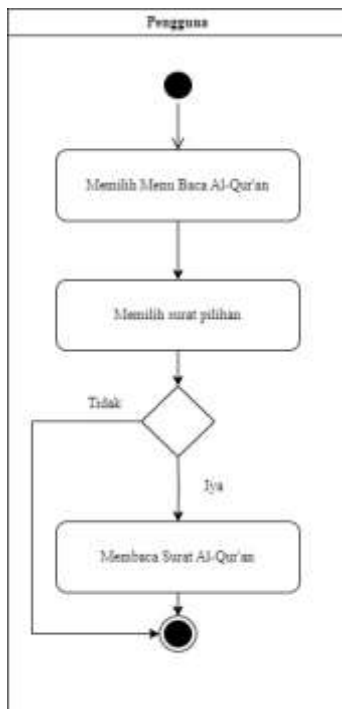 Pengguna
Memilih Menu Baca Al-Qur'an
Memilih surat pilihan
Tidak
Iya
Membaca Surat Al-Qur'an